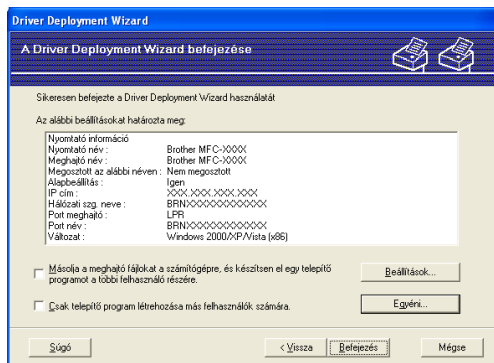 Driver Deployment Wizard
A Driver Deployment Wizard befejezése
Sikeresen befejezte a Driver Deployment Wizard használatát
Az alábbi beállításokat határozta meg:
Nyomtató információ
Nyomtató név : Brother MFC-XXXX
Meghajtó név : Brother MFC-XXXX
Megosztott az alábbi néven : Nem megosztott
Alapbeállítás : Igen
IP cím : XXX.XXX.XXX.XXX
Hálózati szg. neve : BRNXXXXXXXXXXXX
Port meghajtó : LPR
Port név : BRNXXXXXXXXXXXX
Változat : Windows 2000/XP/Vista (x86)
Másolja a meghajtó fájlokat a számítógépre, és készítsen el egy telepítő
programot a többi felhasználó részére.
Beállítások...
Csak telepítő program létrehozása más felhasználók számára.
Egyéni...
Súgó
< Vissza
Befejezés
Mégse